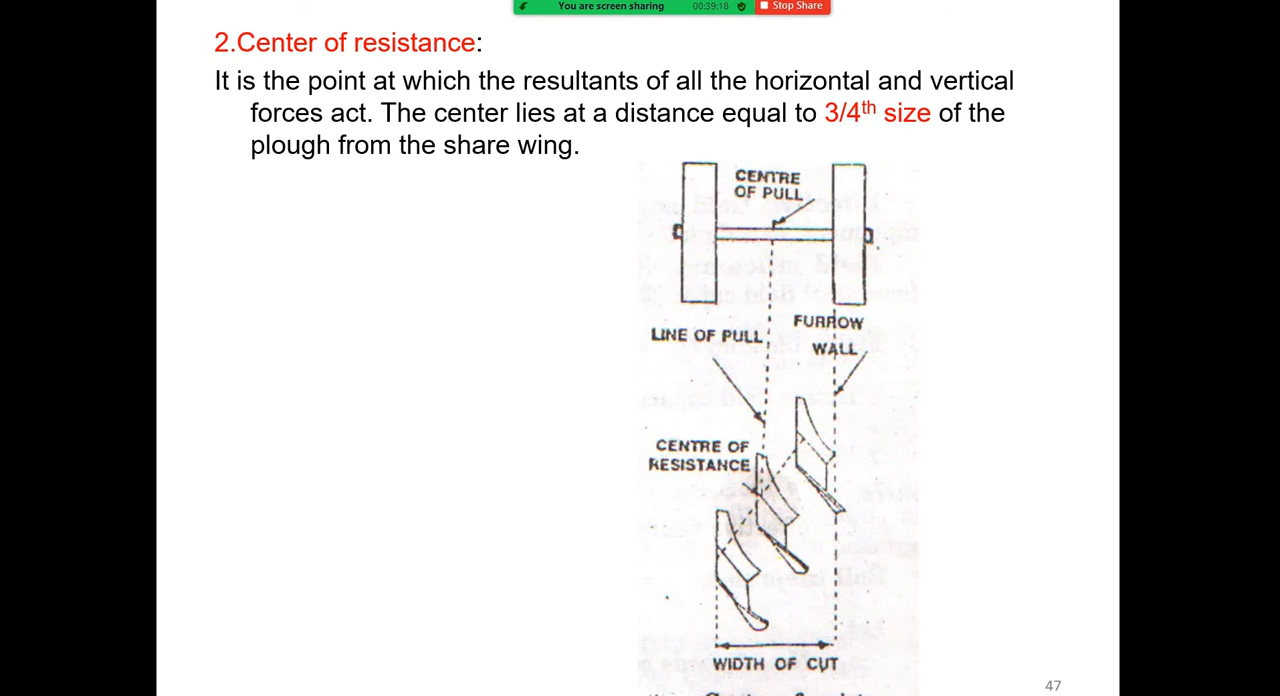 You are screen sharing 00:39:18 Stop Share
2.Center of resistance:
It is the point at which the resultants of all the horizontal and vertical
forces act. The center lies at a distance equal to 3/4th size of the
plough from the share wing.
CENTRE
OF PULL
LINE OF PULL
FURROW
WALL
CENTRE OF
RESISTANCE
WIDTH OF CUT
47